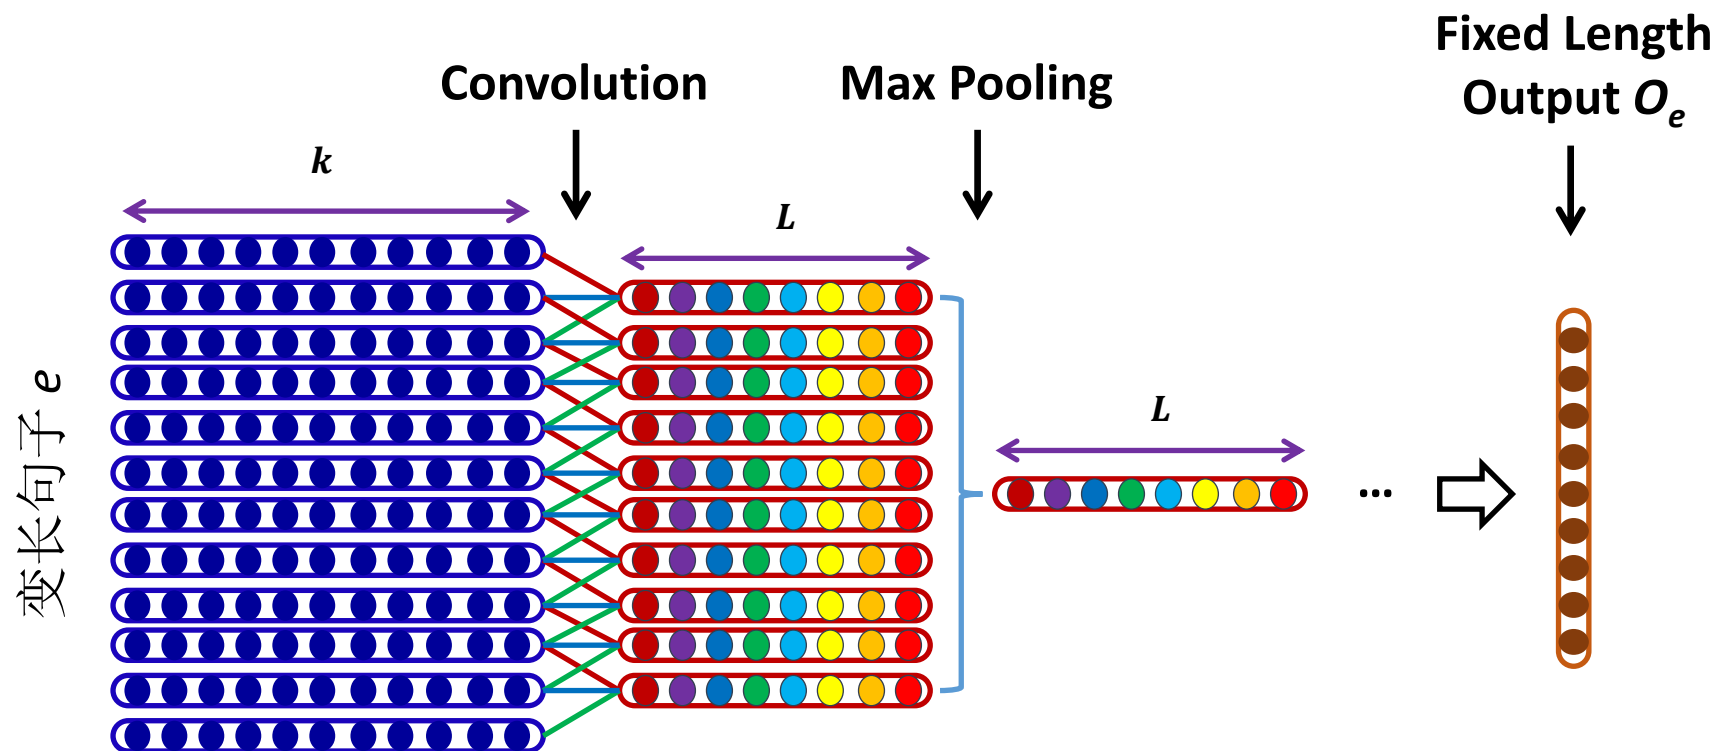 Fixed Length
Output Oe
Convolution
Max Pooling
k
L
变长句子 e
L
...